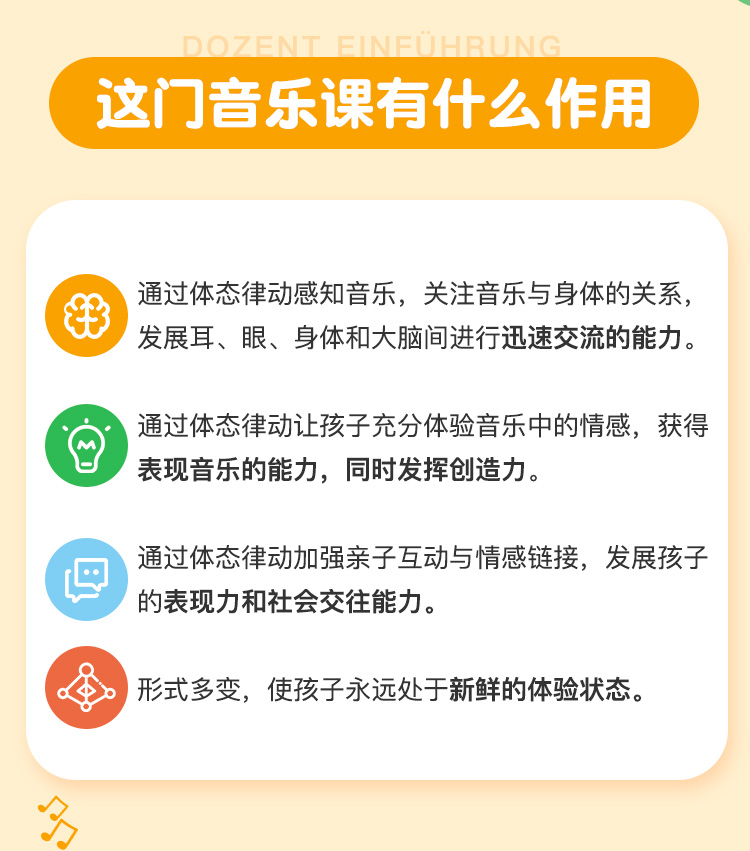 DOZENT EINFÜHRUNG
这门音乐课有什么作用
通过体态律动感知音乐，关注音乐与身体的关系，
发展耳、眼、身体和大脑间进行迅速交流的能力。
通过体态律动让孩子充分体验音乐中的情感，获得
表现音乐的能力，同时发挥创造力。
通过体态律动加强亲子互动与情感链接，发展孩子
的表现力和社会交往能力。
形式多变，使孩子永远处于新鲜的体验状态。